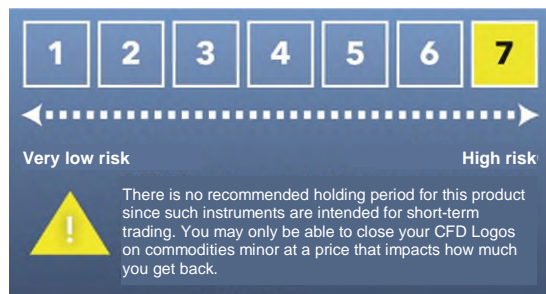 1 2 3 4 5 6 7
Very low risk High risk
!
There is no recommended holding period for this product
since such instruments are intended for short-term
trading. You may only be able to close your CFD Logos
on commodities minor at a price that impacts how much
you get back.